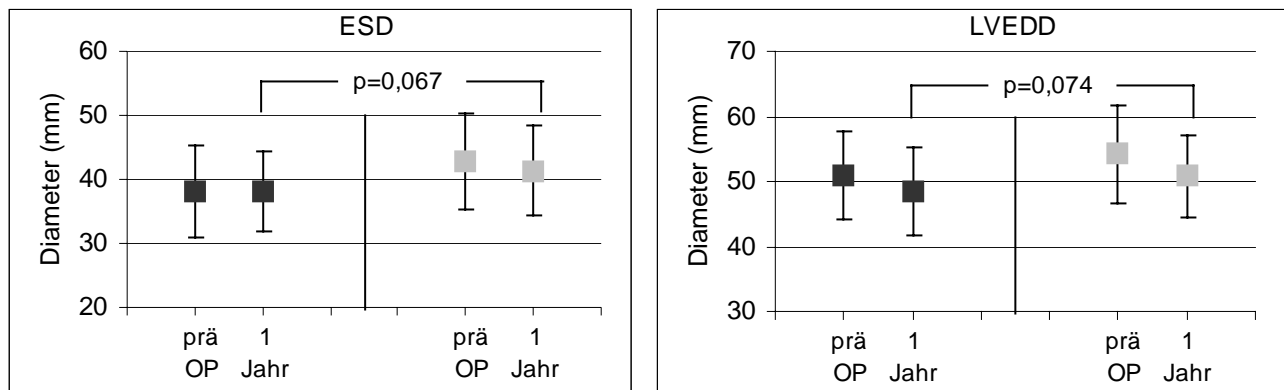 ESD
60
50
40
30
20
Diameter (mm)
p=0,067
prä 1 prä 1
OP Jahr OP Jahr
LVEDD
70
60
50
40
30
Diameter (mm)
p=0,074
prä 1 prä 1
OP Jahr OP Jahr